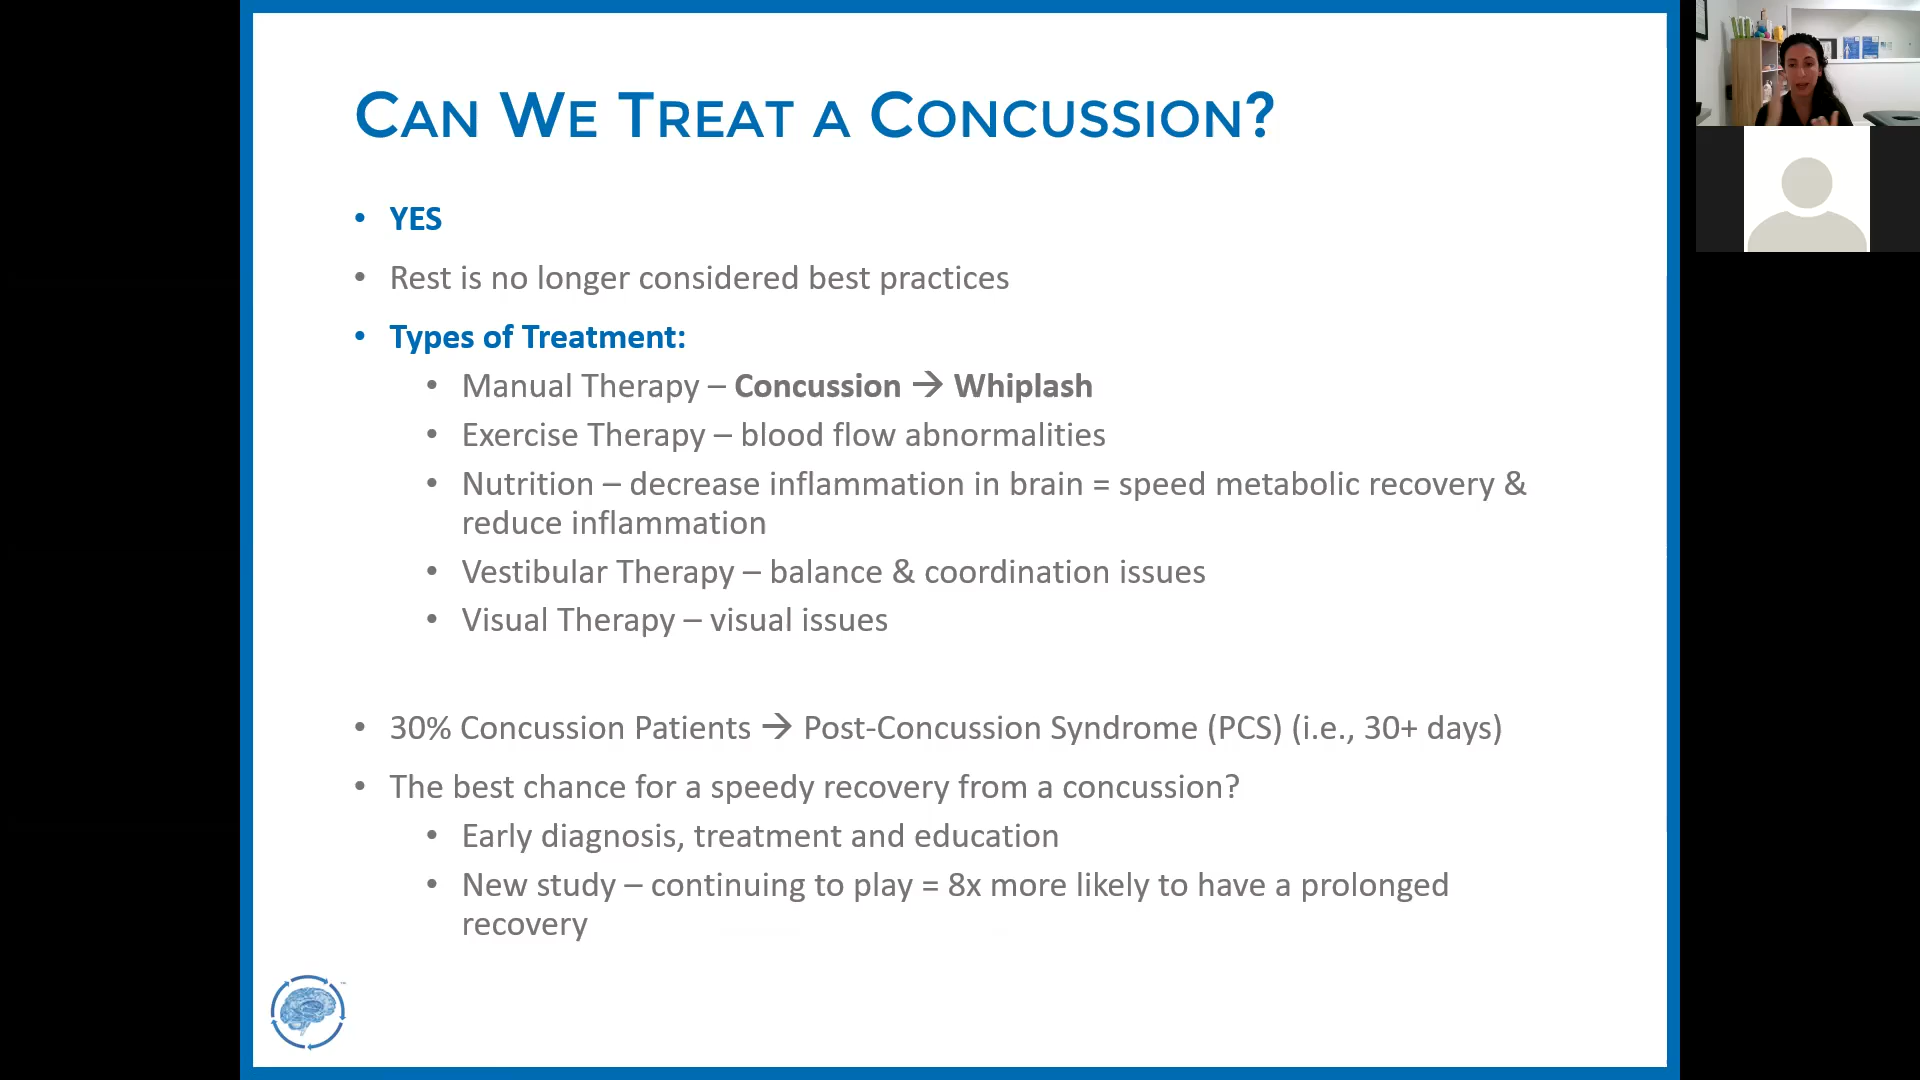 CAN WE TREAT A CONCUSSION?
• YES
• Rest is no longer considered best practices
• Types of Treatment:
• Manual Therapy – Concussion → Whiplash
• Exercise Therapy – blood flow abnormalities
• Nutrition – decrease inflammation in brain = speed metabolic recovery &
reduce inflammation
• Vestibular Therapy – balance & coordination issues
• Visual Therapy – visual issues
• 30% Concussion Patients → Post-Concussion Syndrome (PCS) (i.e., 30+ days)
• The best chance for a speedy recovery from a concussion?
• Early diagnosis, treatment and education
• New study – continuing to play = 8x more likely to have a prolonged
recovery